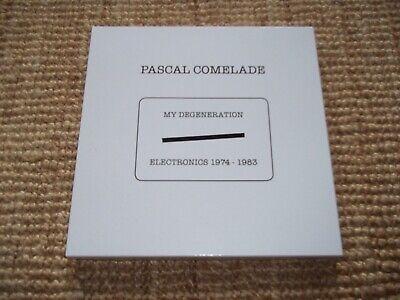 PASCAL COMELADE
MY DEGENERATION
ELECTRONICS 1974 - 1983